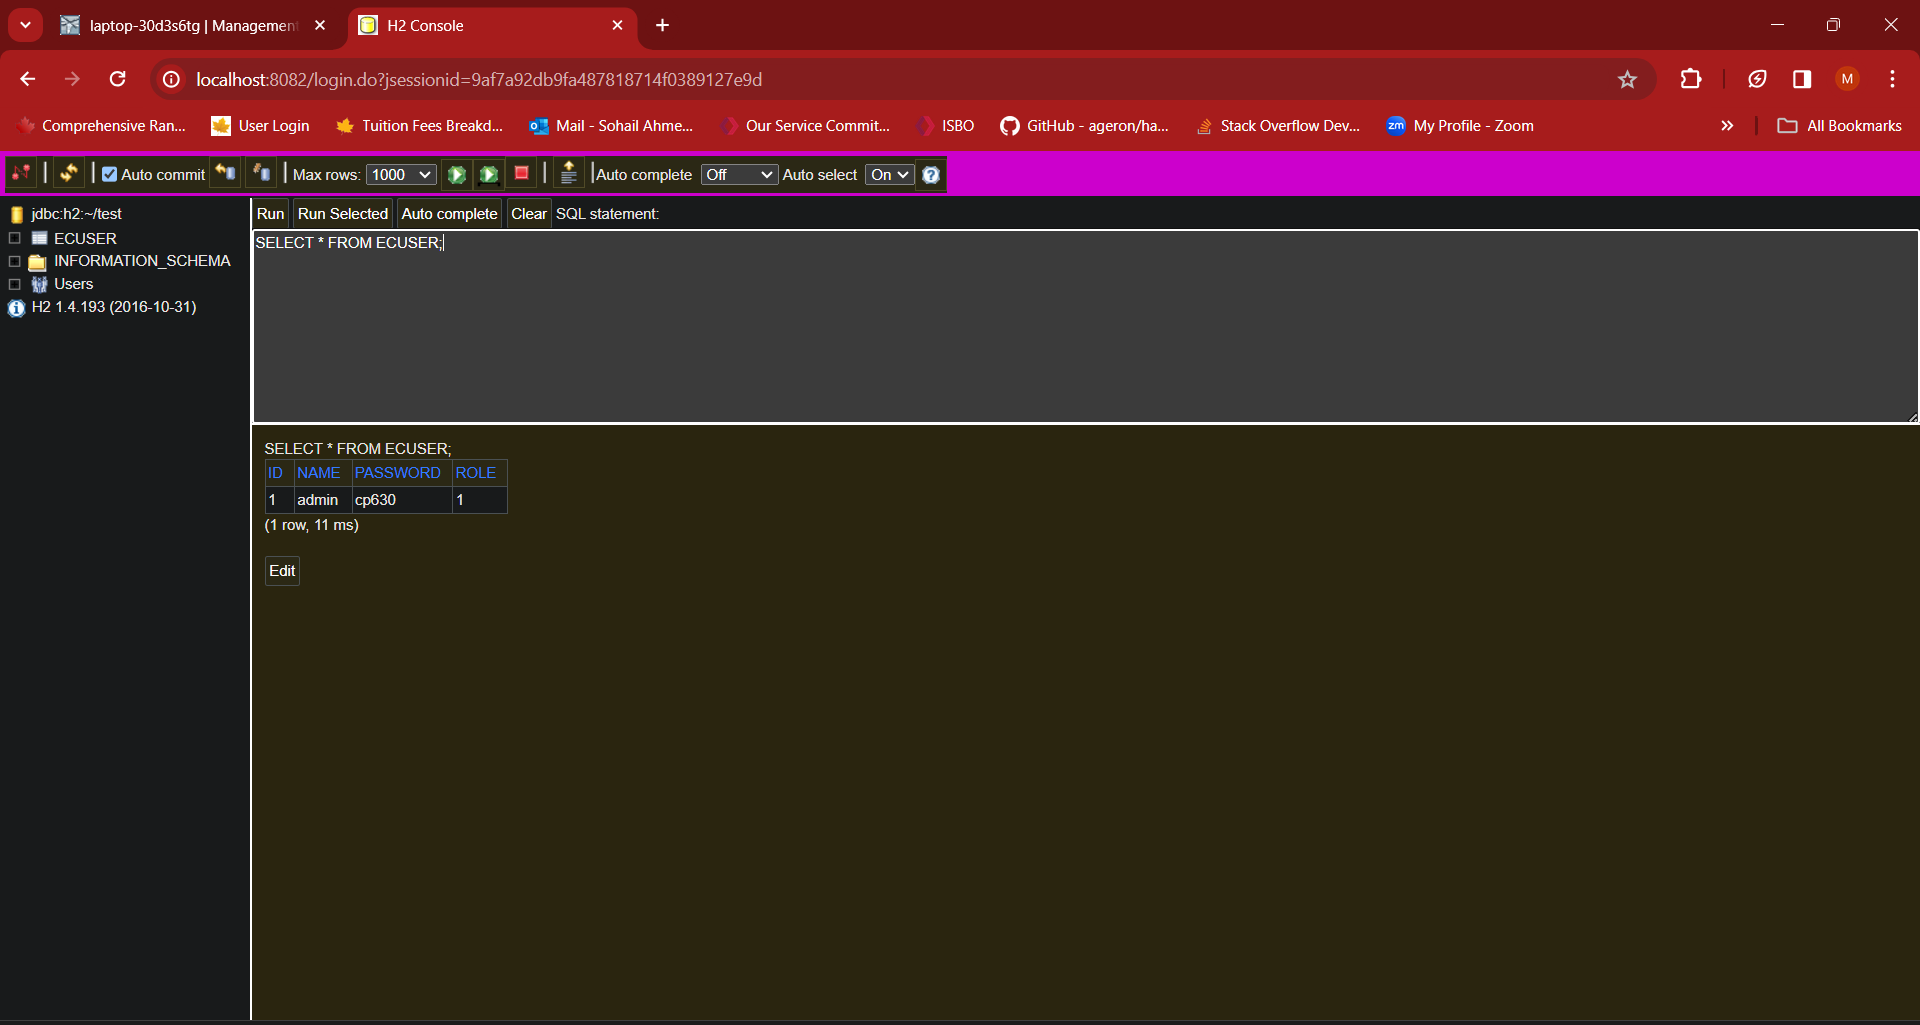 laptop-30d3s6tg | Management
H2 Console
localhost:8082/login.do?jsessionid=9af7a92db9fa487818714f0389127e9d
M
Comprehensive Ran...
User Login
Tuition Fees Breakd...
Mail - Sohail Ahme...
Our Service Commit...
ISBO
GitHub - ageron/ha...
Stack Overflow Dev...
zm
My Profile - Zoom
All Bookmarks
Auto commit
Max rows: 1000
Auto complete Off
Auto select On
jdbc:h2:~/test
ECUSER
INFORMATION_SCHEMA
Users
H2 1.4.193 (2016-10-31)
Run Run Selected Auto complete Clear SQL statement:
SELECT * FROM ECUSER;
SELECT * FROM ECUSER;
ID NAME PASSWORD ROLE
1 admin cp630 1
(1 row, 11 ms)
Edit